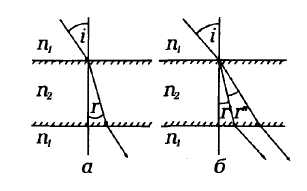 i i
n₁ n₁
n₂ n₂
r r r"
n₁ n₁
а б